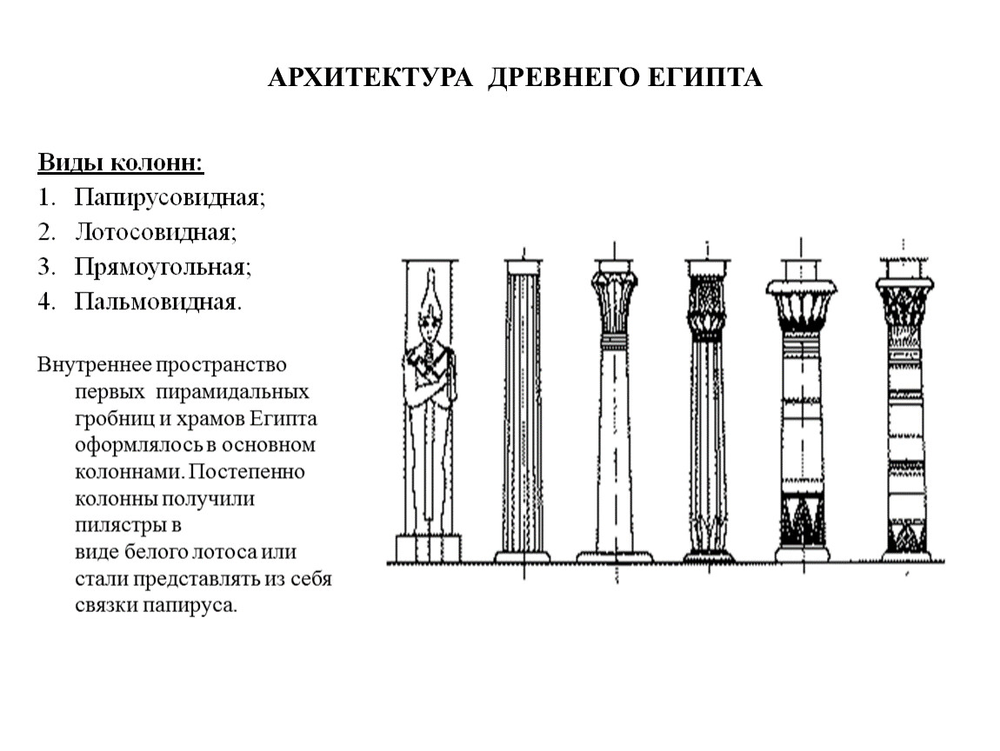 АРХИТЕКТУРА ДРЕВНЕГО ЕГИПТА
Виды колонн:
1. Папирусовидная;
2. Лотосовидная;
3. Прямоугольная;
4. Пальмовидная.
Внутреннее пространство
первых пирамидальных
гробниц и храмов Египта
оформлялось в основном
колоннами. Постепенно
колонны получили
пилястры в
виде белого лотоса или
стали представлять из себя
связки папируса.